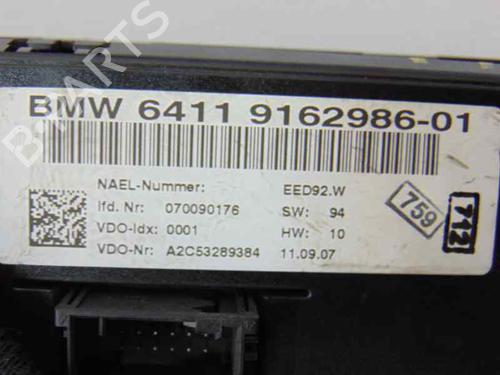 BMW 6411 9162986-01
NAEL-Nummer: EED92.W
lfd. Nr: 070090176 SW: 94
VDO-Idx: 0001 HW: 10
VDO-Nr: A2C53289384 11.09.07
759
712
B-PARTS